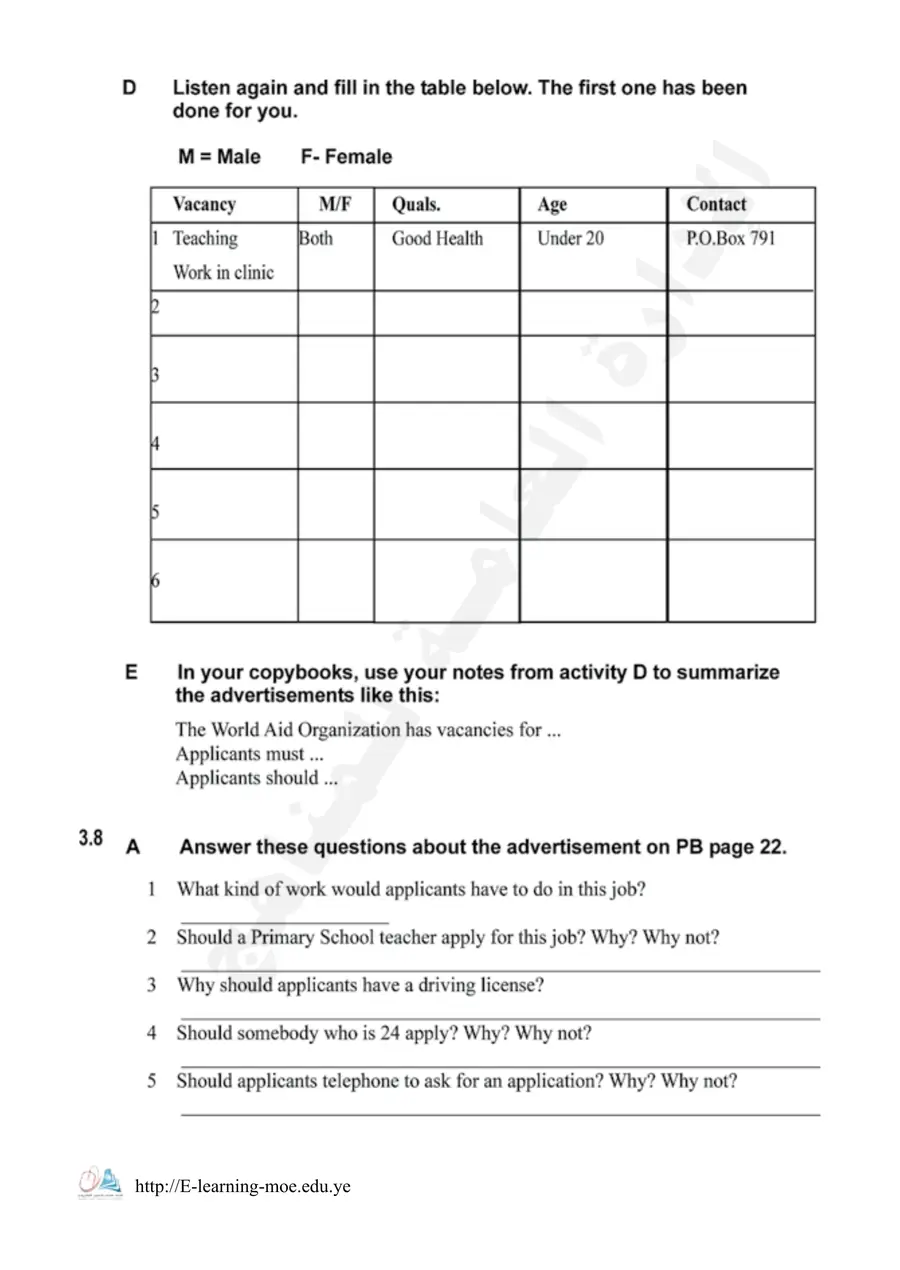 D Listen again and fill in the table below. The first one has been
done for you.
M = Male F- Female
Vacancy M/F Quals. Age Contact
1 Teaching Both Good Health Under 20 P.O.Box 791
Work in clinic
2
3
4
5
6
E In your copybooks, use your notes from activity D to summarize
the advertisements like this:
The World Aid Organization has vacancies for ...
Applicants must ...
Applicants should ...
3.8 A Answer these questions about the advertisement on PB page 22.
1 What kind of work would applicants have to do in this job?
2 Should a Primary School teacher apply for this job? Why? Why not?
3 Why should applicants have a driving license?
4 Should somebody who is 24 apply? Why? Why not?
5 Should applicants telephone to ask for an application? Why? Why not?
الإدارة العامة للمناهج
http://E-learning-moe.edu.ye